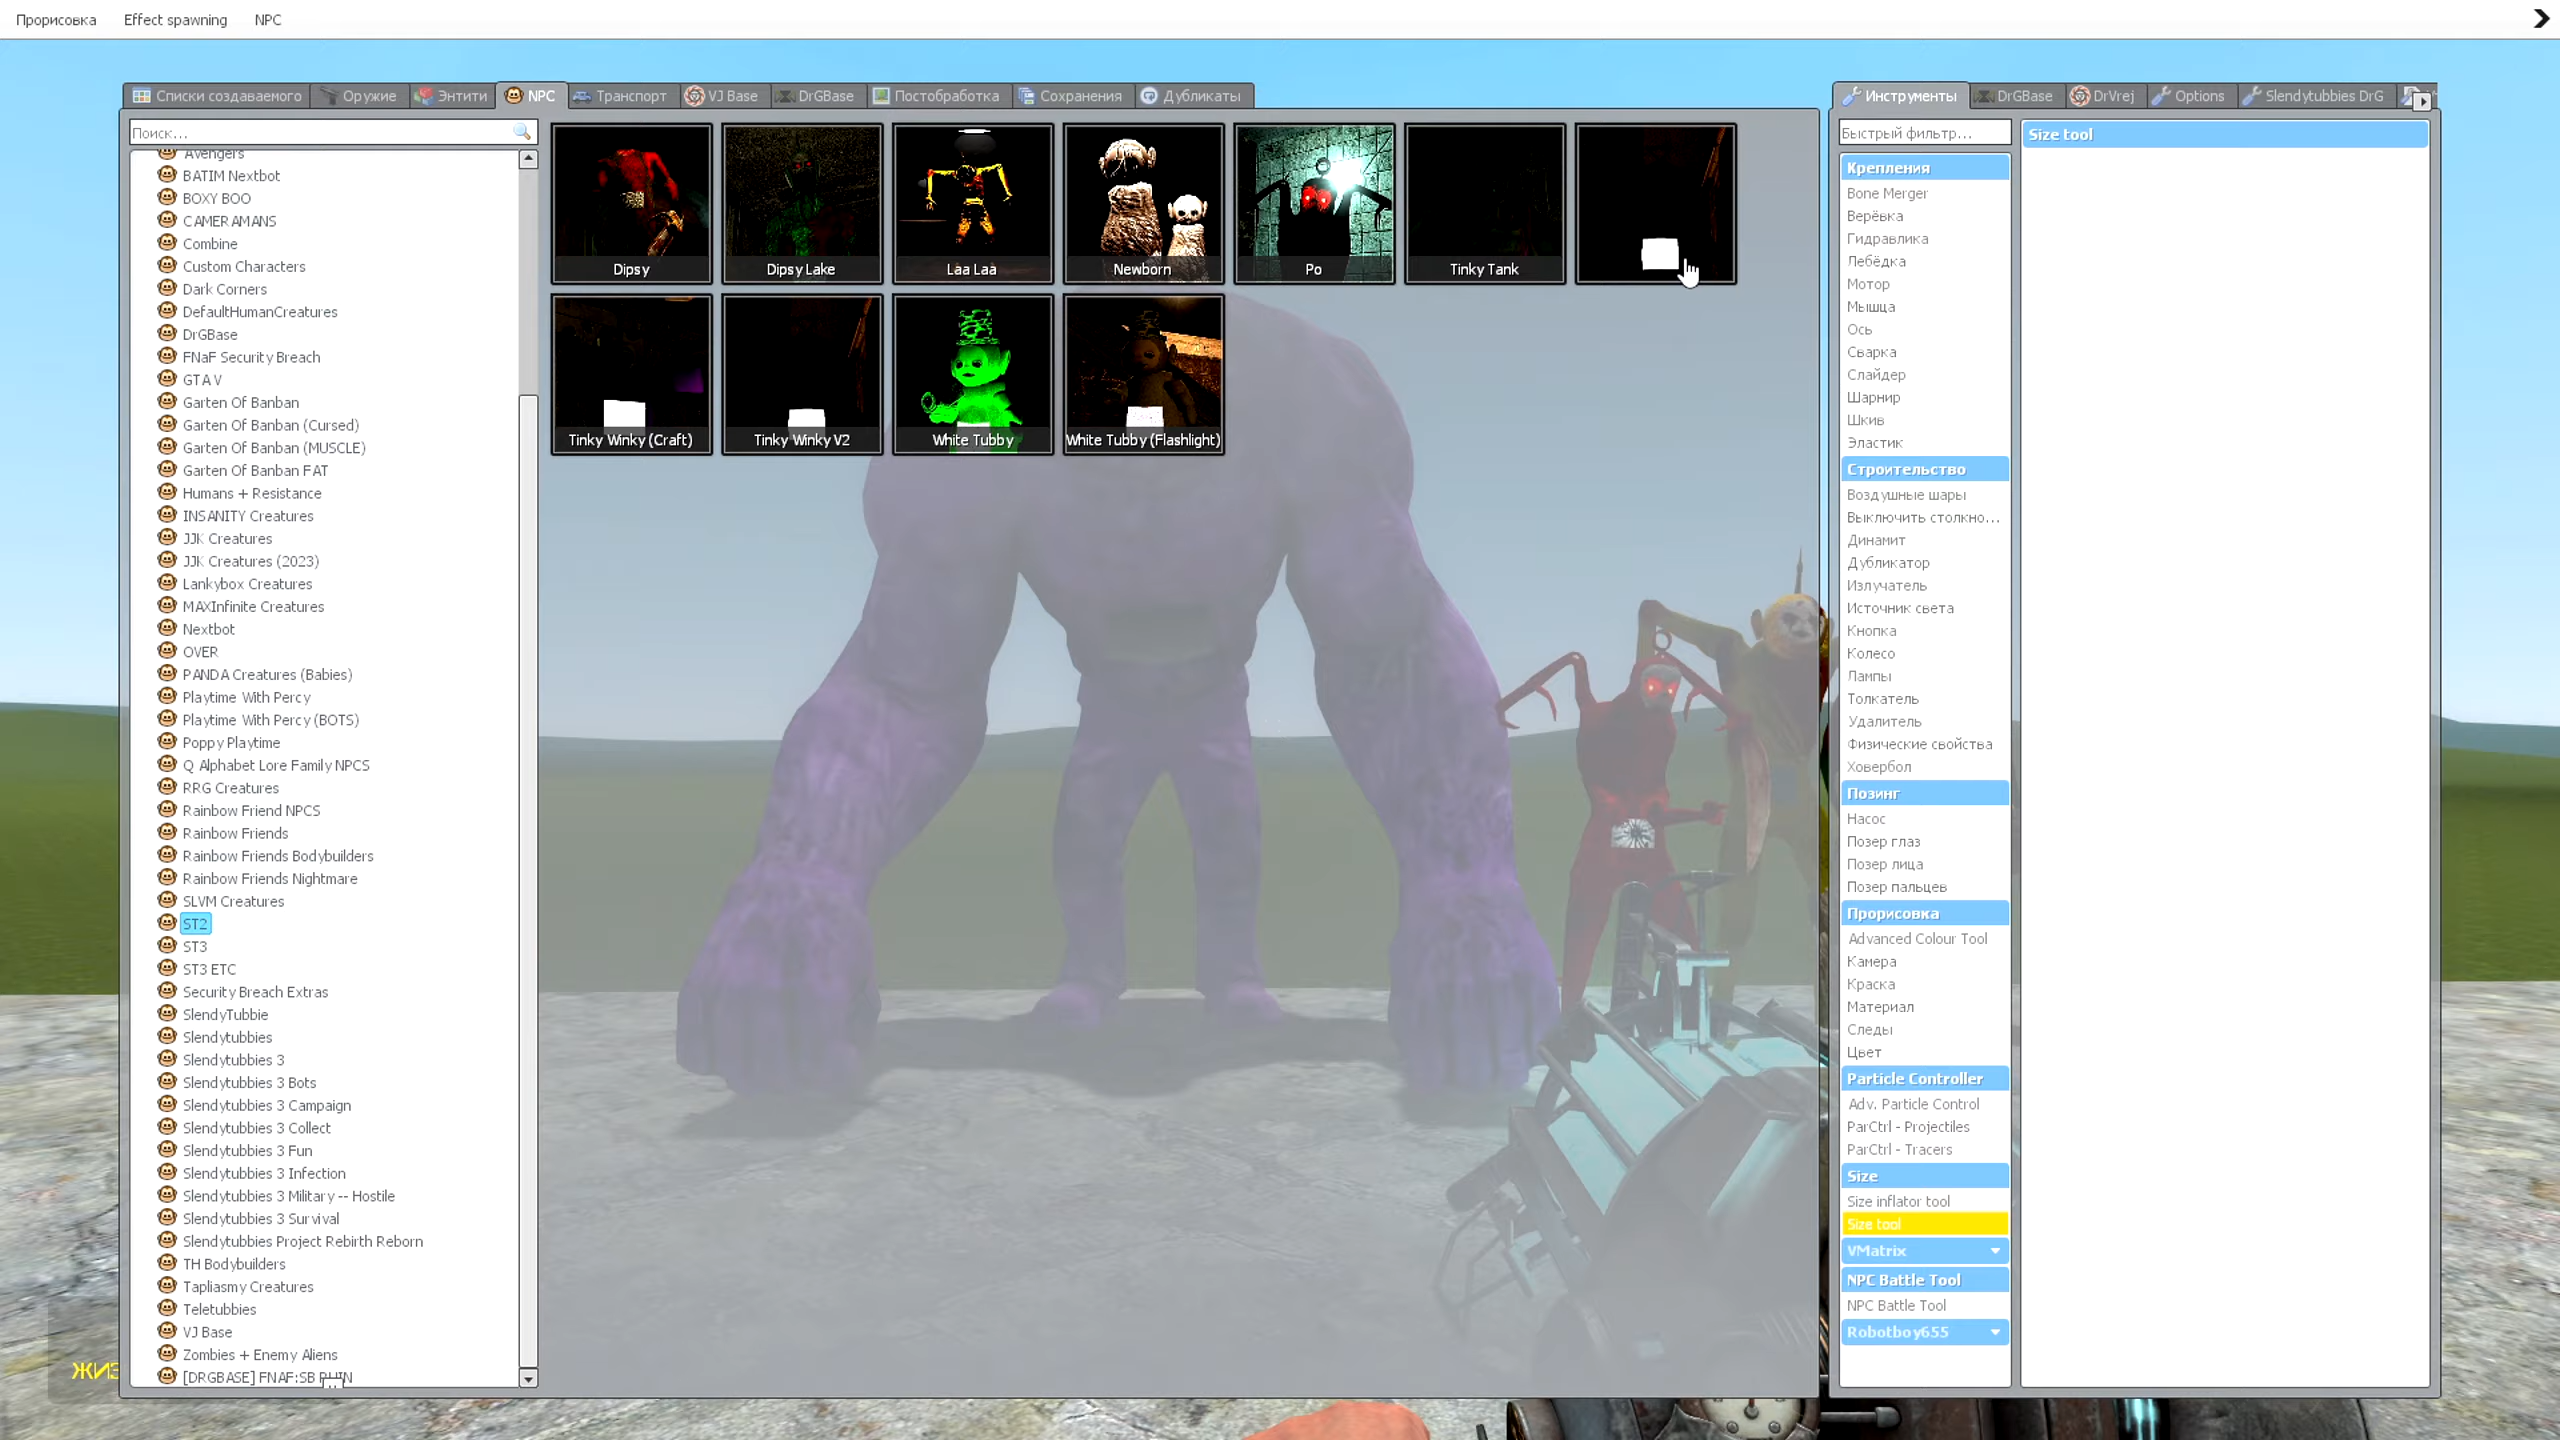 Прорисовка Effect spawning NPC
Списки создаваемого Оружие Энтити NPC Транспорт VJ Base DrGBase Постобработка Сохранения Дубликаты
Поиск...
Avengers
BATIM Nextbot
BOXY BOO
CAMERAMANS
Combine
Custom Characters
Dark Corners
DefaultHumanCreatures
DrGBase
FNaF Security Breach
GTA V
Garten Of Banban
Garten Of Banban (Cursed)
Garten Of Banban (MUSCLE)
Garten Of Banban FAT
Humans + Resistance
INSANITY Creatures
JJK Creatures
JJK Creatures (2023)
Lankybox Creatures
MAXInfinite Creatures
Nextbot
OVER
PANDA Creatures (Babies)
Playtime With Percy
Playtime With Percy (BOTS)
Poppy Playtime
Q Alphabet Lore Family NPCS
RRG Creatures
Rainbow Friend NPCS
Rainbow Friends
Rainbow Friends Bodybuilders
Rainbow Friends Nightmare
SLVM Creatures
ST2
ST3
ST3 ETC
Security Breach Extras
SlendyTubbie
Slendytubbies
Slendytubbies 3
Slendytubbies 3 Bots
Slendytubbies 3 Campaign
Slendytubbies 3 Collect
Slendytubbies 3 Fun
Slendytubbies 3 Infection
Slendytubbies 3 Military -- Hostile
Slendytubbies 3 Survival
Slendytubbies Project Rebirth Reborn
TH Bodybuilders
Tapliasmy Creatures
Teletubbies
VJ Base
Zombies + Enemy Aliens
[DRGBASE] FNAF:SB
Dipsy Dipsy Lake Laa Laa Newborn Po Tinky Tank
Tinky Winky (Craft) Tinky Winky V2 White Tubby White Tubby (Flashlight)
Инструменты DrGBase DrVrej Options Slendytubbies DrG
Быстрый фильтр...
Крепления
Bone Merger
Верёвка
Гидравлика
Лебёдка
Мотор
Мышца
Ось
Сварка
Слайдер
Шарнир
Шкив
Эластик
Строительство
Воздушные шары
Выключить столкно...
Динамит
Дубликатор
Излучатель
Источник света
Кнопка
Колесо
Лампы
Толкатель
Удалитель
Физические свойства
Ховербол
Позинг
Насос
Позер глаз
Позер лица
Позер пальцев
Прорисовка
Advanced Colour Tool
Камера
Краска
Материал
Следы
Цвет
Particle Controller
Adv. Particle Control
ParCtrl - Projectiles
ParCtrl - Tracers
Size
Size inflator tool
Size tool
VMatrix
NPC Battle Tool
NPC Battle Tool
Robotboy655
Size tool
ЖИЗ